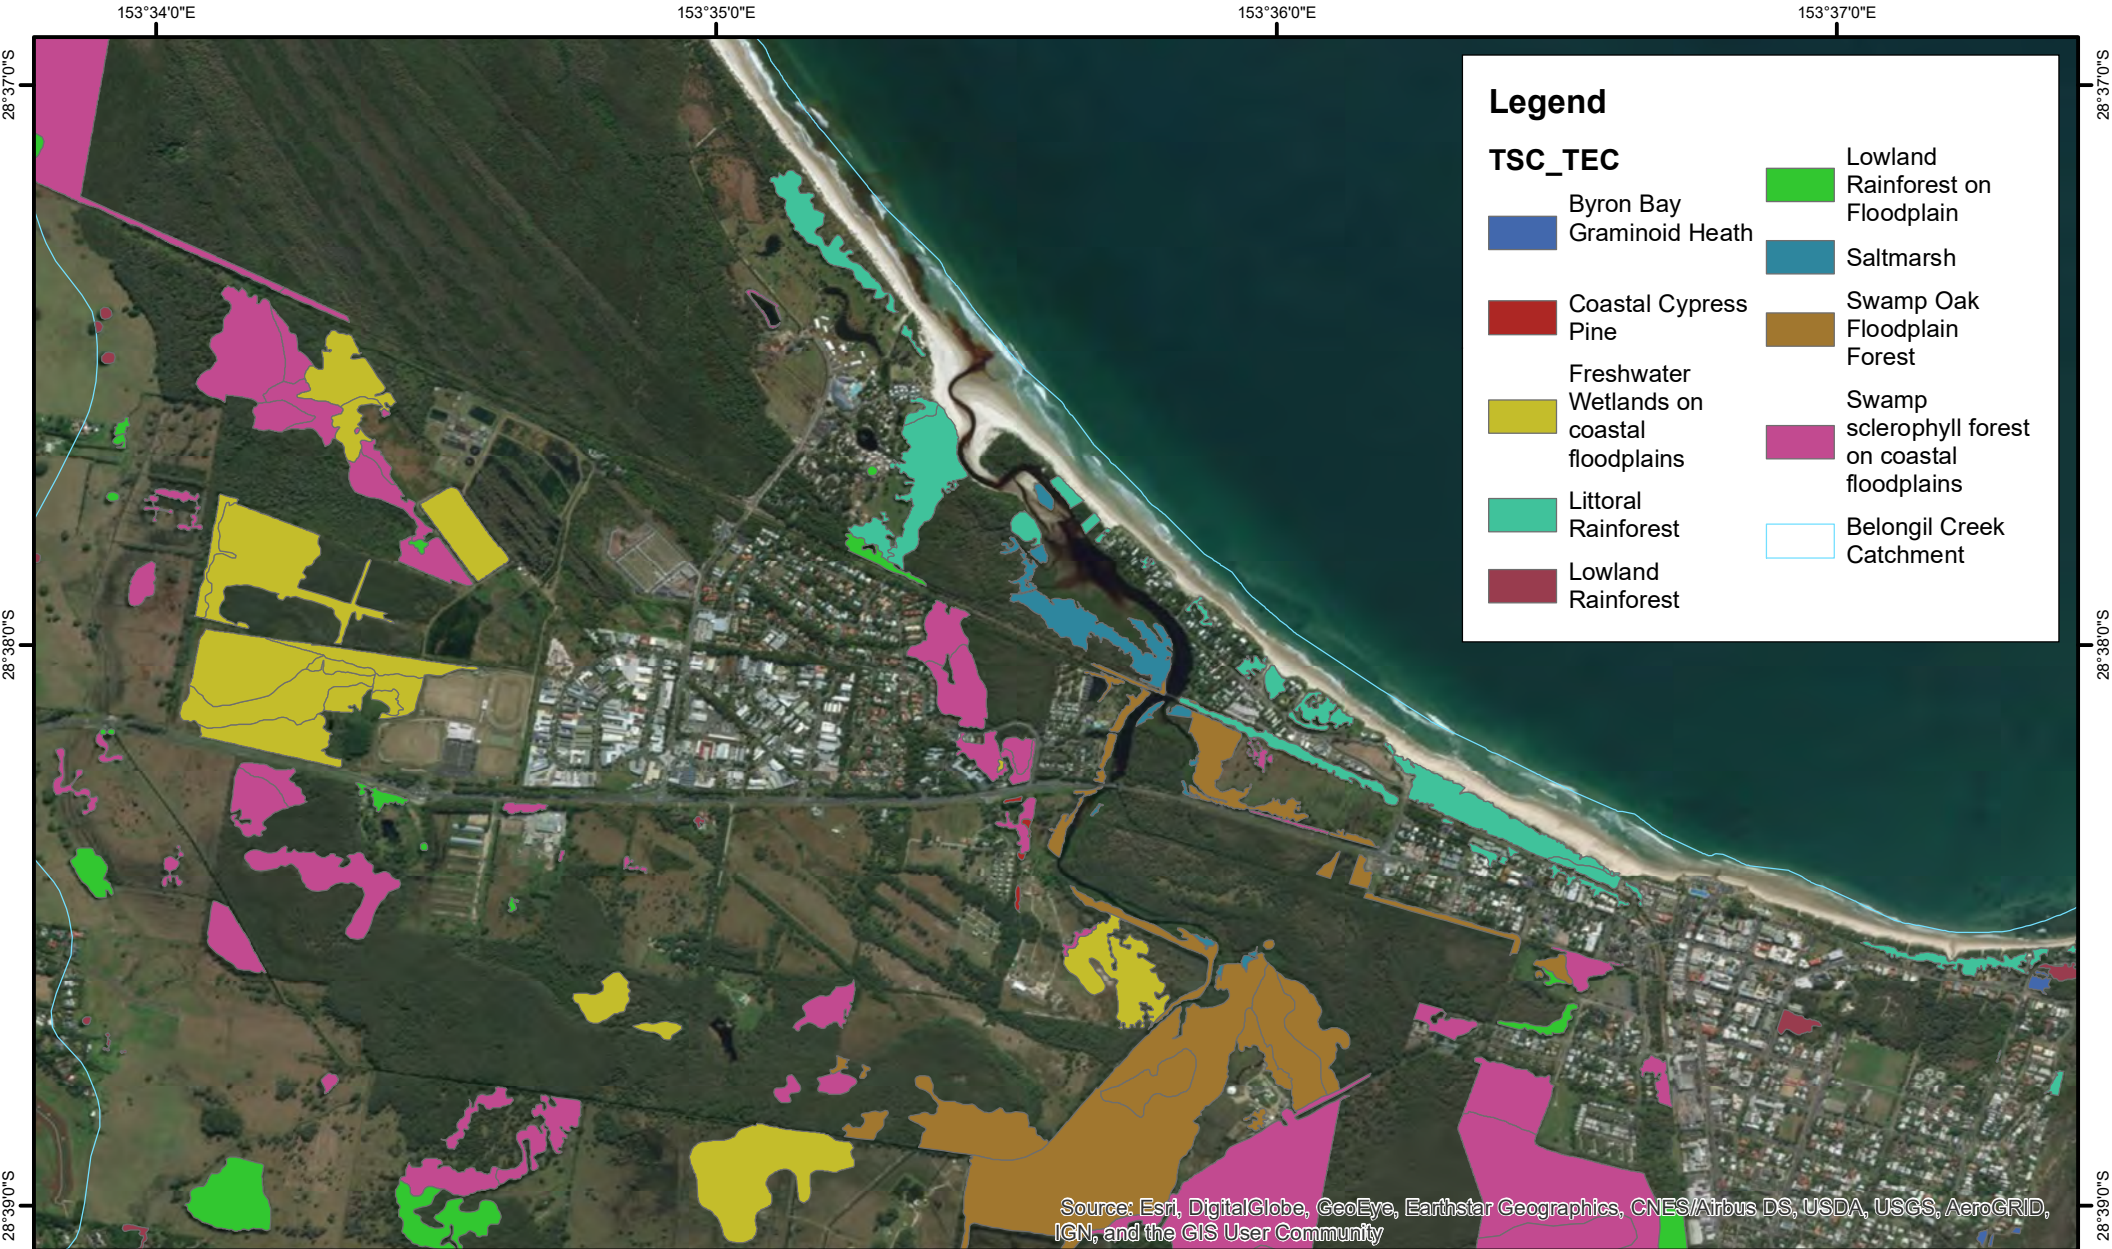 153°34'0"E
153°35'0"E
153°36'0"E
153°37'0"E
28°37'0"S
28°37'0"S
Legend
TSC_TEC
Byron Bay
Graminoid Heath
Coastal Cypress
Pine
Freshwater
Wetlands on
coastal
floodplains
Littoral
Rainforest
Lowland
Rainforest
Lowland
Rainforest on
Floodplain
Saltmarsh
Swamp Oak
Floodplain
Forest
Swamp
sclerophyll forest
on coastal
floodplains
Belongil Creek
Catchment
28°38'0"S
28°38'0"S
28°39'0"S
28°39'0"S
Source: Esri, DigitalGlobe, GeoEye, Earthstar Geographics, CNES/Airbus DS, USDA, USGS, AeroGRID,
IGN, and the GIS User Community